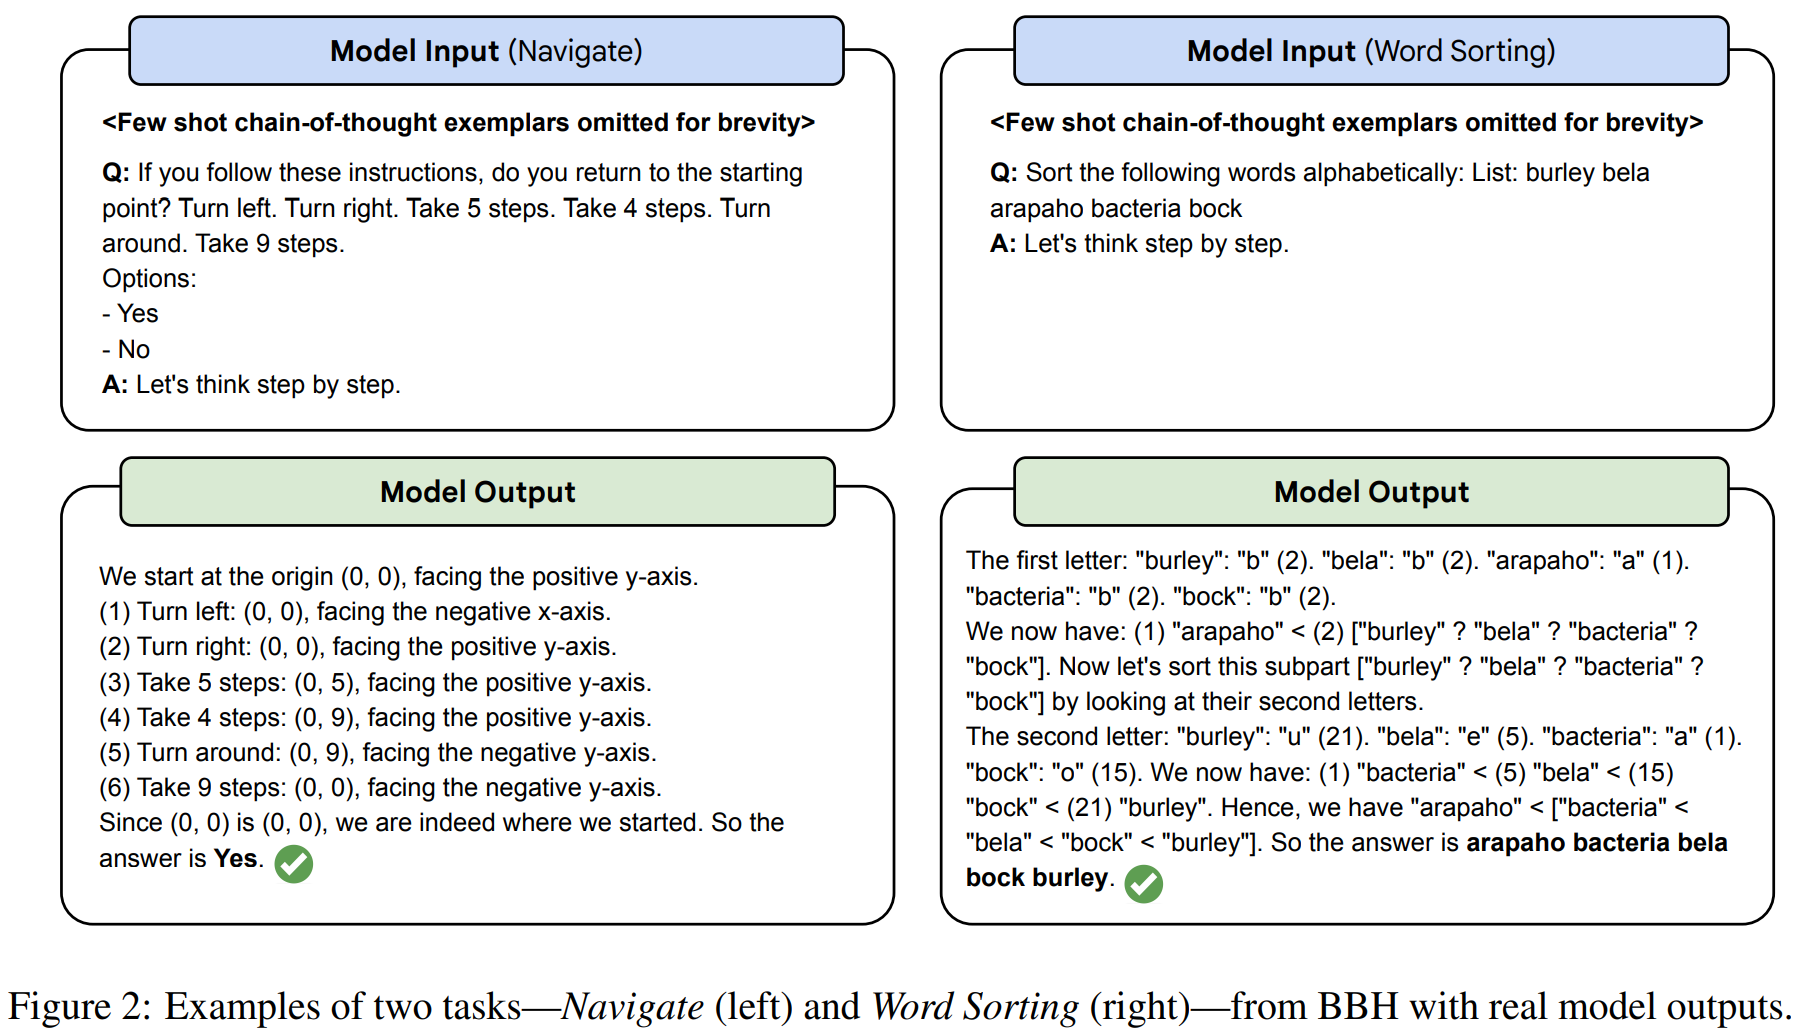 Model Input (Navigate)
<Few shot chain-of-thought exemplars omitted for brevity>
Q: If you follow these instructions, do you return to the starting
point? Turn left. Turn right. Take 5 steps. Take 4 steps. Turn
around. Take 9 steps.
Options:
- Yes
- No
A: Let's think step by step.
Model Input (Word Sorting)
<Few shot chain-of-thought exemplars omitted for brevity>
Q: Sort the following words alphabetically: List: burley bela
arapaho bacteria bock
A: Let's think step by step.
Model Output
We start at the origin (0, 0), facing the positive y-axis.
(1) Turn left: (0, 0), facing the negative x-axis.
(2) Turn right: (0, 0), facing the positive y-axis.
(3) Take 5 steps: (0, 5), facing the positive y-axis.
(4) Take 4 steps: (0, 9), facing the positive y-axis.
(5) Turn around: (0, 9), facing the negative y-axis.
(6) Take 9 steps: (0, 0), facing the negative y-axis.
Since (0, 0) is (0, 0), we are indeed where we started. So the
answer is Yes.
Model Output
The first letter: "burley": "b" (2). "bela": "b" (2). "arapaho": "a" (1).
"bacteria": "b" (2). "bock": "b" (2).
We now have: (1) "arapaho" < (2) ["burley" ? "bela" ? "bacteria" ?
"bock"]. Now let's sort this subpart ["burley" ? "bela" ? "bacteria" ?
"bock"] by looking at their second letters.
The second letter: "burley": "u" (21). "bela": "e" (5). "bacteria": "a" (1).
"bock": "o" (15). We now have: (1) "bacteria" < (5) "bela" < (15)
"bock" < (21) "burley". Hence, we have "arapaho" < ["bacteria" <
"bela" < "bock" < "burley"]. So the answer is arapaho bacteria bela
bock burley.
Figure 2: Examples of two tasks—Navigate (left) and Word Sorting (right)—from BBH with real model outputs.